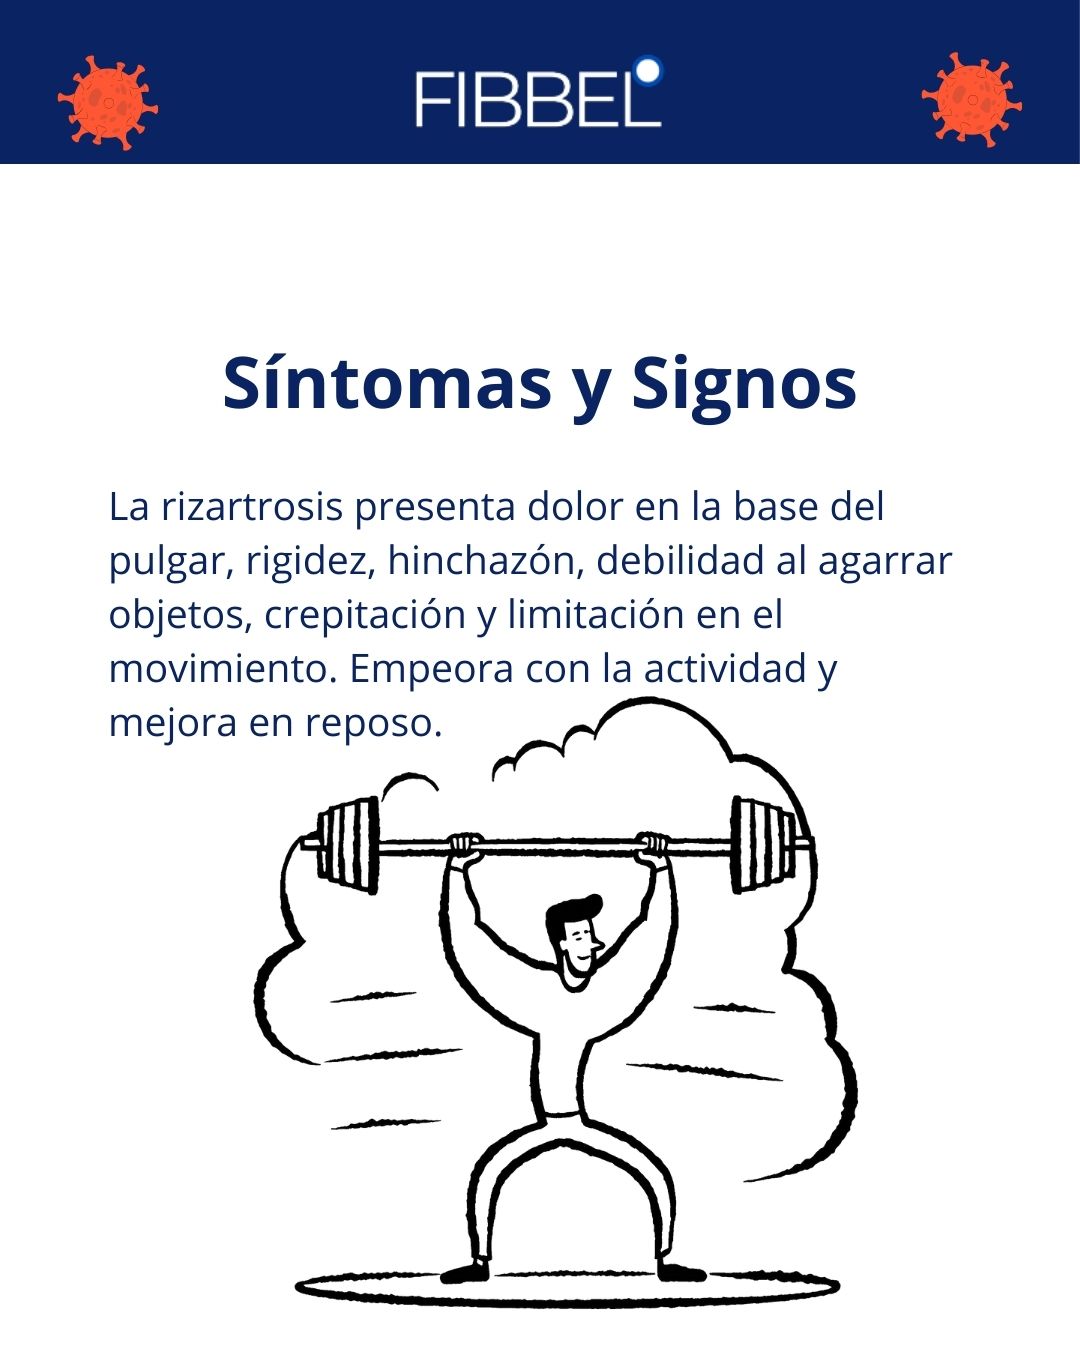 FIBBEL
Síntomas y Signos
La rizartrosis presenta dolor en la base del
pulgar, rigidez, hinchazón, debilidad al agarrar
objetos, crepitación y limitación en el
movimiento. Empeora con la actividad y
mejora en reposo.